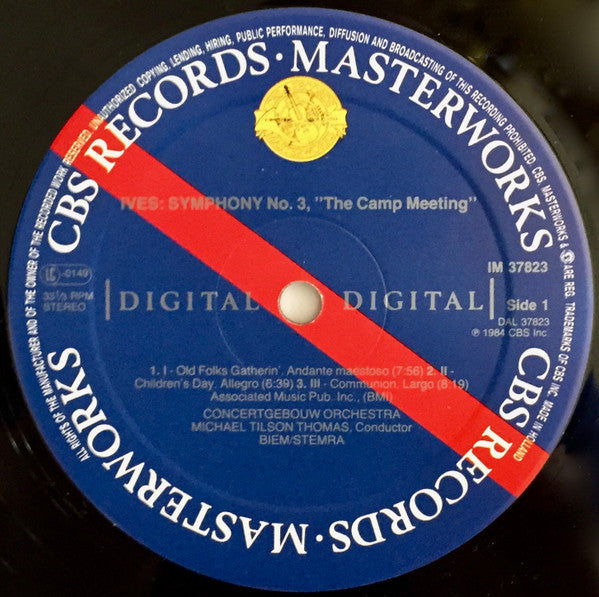 ALL RIGHTS OF THE MANUFACTURER AND OF THE OWNER OF THE RECORDED WORK RESERVED. UNAUTHORIZED COPYING, LENDING, HIRING, PUBLIC PERFORMANCE, DIFFUSION AND BROADCASTING OF THIS RECORDING PROHIBITED. CBS, MASTERWORKS & ARE REG. TRADEMARKS OF CBS INC. MADE IN HOLLAND
CBS RECORDS · MASTERWORKS
IVES: SYMPHONY No. 3, "The Camp Meeting"
LC -0149
33⅓ RPM
STEREO
DIGITAL DIGITAL
IM 37823
Side 1
DAL 37823
℗ 1984 CBS Inc.
1. I - Old Folks Gatherin'. Andante maestoso (7:56) 2. II -
Children's Day. Allegro (6:39) 3. III - Communion. Largo (8:19)
Associated Music Pub. Inc., (BMI)
CONCERTGEBOUW ORCHESTRA
MICHAEL TILSON THOMAS, Conductor
BIEM/STEMRA
CBS RECORDS · MASTERWORKS